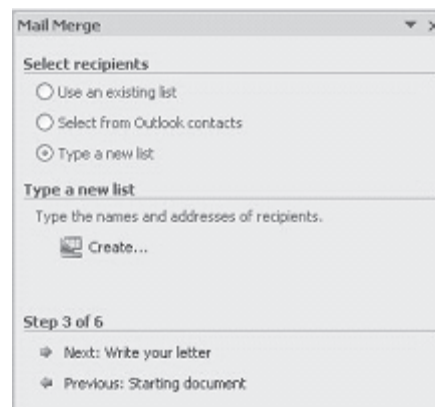 Mail Merge
Select recipients
Use an existing list
Select from Outlook contacts
Type a new list
Type a new list
Type the names and addresses of recipients.
Create...
Step 3 of 6
Next: Write your letter
Previous: Starting document